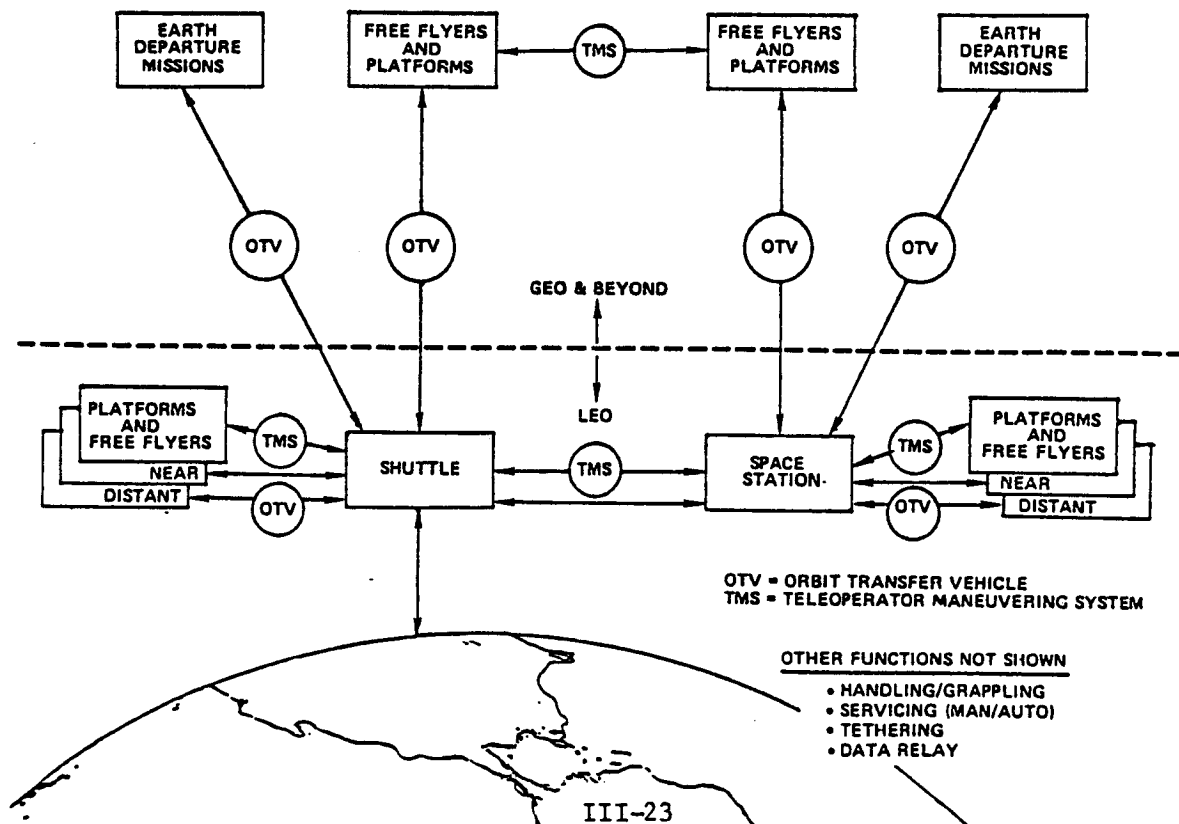 EARTH
DEPARTURE
MISSIONS
FREE FLYERS
AND
PLATFORMS
TMS
FREE FLYERS
AND
PLATFORMS
EARTH
DEPARTURE
MISSIONS
OTV
OTV
OTV
OTV
GEO & BEYOND
LEO
PLATFORMS
AND
FREE FLYERS
NEAR
DISTANT
TMS
OTV
SHUTTLE
TMS
SPACE
STATION
TMS
OTV
PLATFORMS
AND
FREE FLYERS
NEAR
DISTANT
OTV = ORBIT TRANSFER VEHICLE
TMS = TELEOPERATOR MANEUVERING SYSTEM
OTHER FUNCTIONS NOT SHOWN
• HANDLING/GRAPPLING
• SERVICING (MAN/AUTO)
• TETHERING
• DATA RELAY
III-23